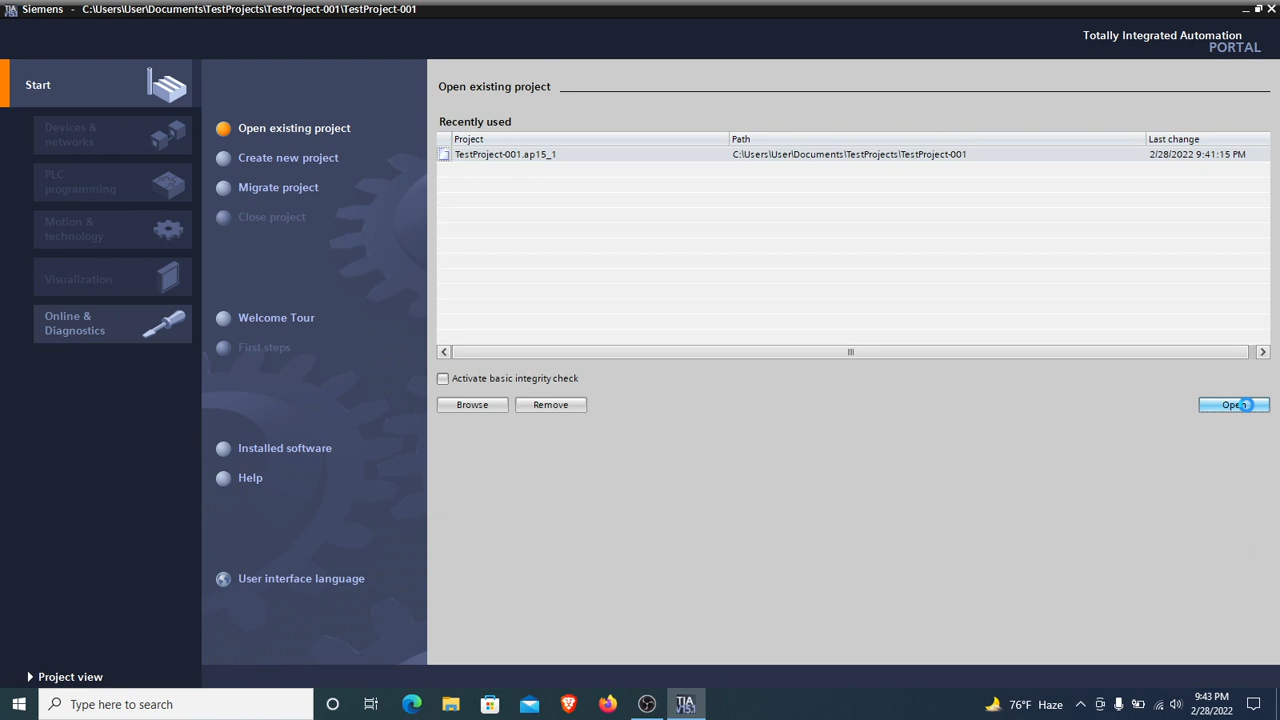 Siemens - C:\Users\User\Documents\TestProjects\TestProject-001\TestProject-001
Totally Integrated Automation
PORTAL
Start
Devices &
networks
PLC
programming
Motion &
technology
Visualization
Online &
Diagnostics
Project view
Open existing project
Create new project
Migrate project
Close project
Welcome Tour
First steps
Installed software
Help
User interface language
Open existing project
Recently used
Project Path Last change
TestProject-001.ap15_1 C:\Users\User\Documents\TestProjects\TestProject-001 2/28/2022 9:41:15 PM
Activate basic integrity check
Browse Remove Open
Type here to search
TIA
V15.1
76°F Haze
9:43 PM
2/28/2022